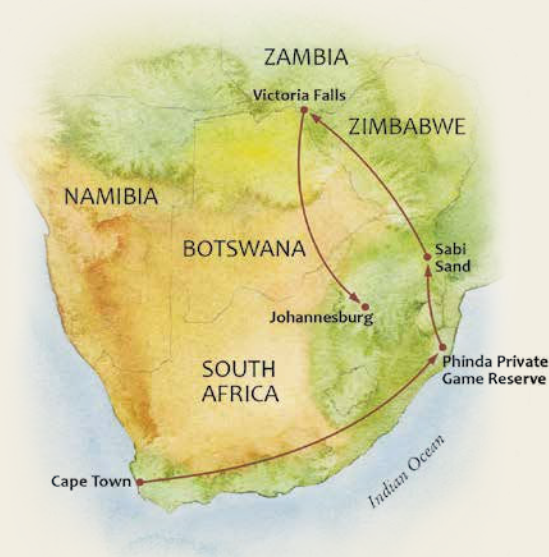 ZAMBIA
Victoria Falls
ZIMBABWE
NAMIBIA
BOTSWANA
Sabi
Sand
Johannesburg
SOUTH
AFRICA
Phinda Private
Game Reserve
Cape Town
Indian Ocean